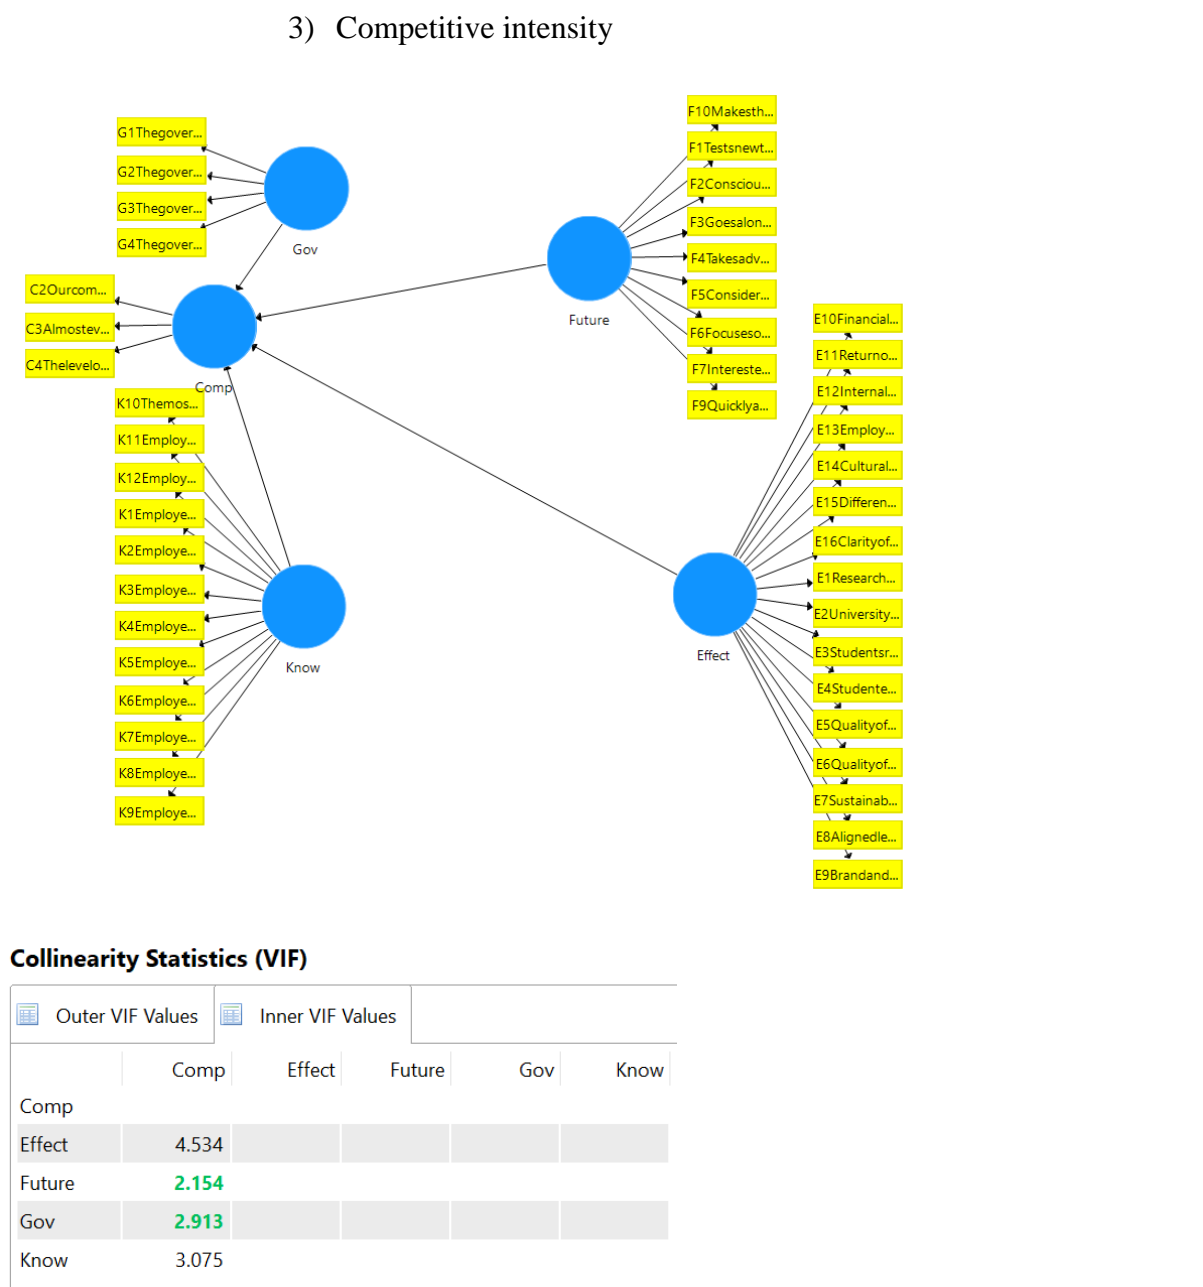 3) Competitive intensity
G1Thegover...
G2Thegover...
G3Thegover...
G4Thegover...
Gov
C2Ourcom...
C3Almostev...
C4Thelevelo...
Comp
K10Themos...
K11Employ...
K12Employ...
K1Employe...
K2Employe...
K3Employe...
K4Employe...
K5Employe...
K6Employe...
K7Employe...
K8Employe...
K9Employe...
Know
F10Makesth...
F1Testsnewt...
F2Consciou...
F3Goesalon...
F4Takesadv...
F5Consider...
F6Focuseso...
F7Intereste...
F9Quicklya...
Future
E10Financial...
E11Returno...
E12Internal...
E13Employ...
E14Cultural...
E15Differen...
E16Clarityof...
E1Research...
E2University...
E3Studentsr...
E4Studente...
E5Qualityof...
E6Qualityof...
E7Sustainab...
E8Alignedle...
E9Brandand...
Effect
Collinearity Statistics (VIF)
Outer VIF Values Inner VIF Values
Comp Effect Future Gov Know
Comp
Effect 4.534
Future 2.154
Gov 2.913
Know 3.075